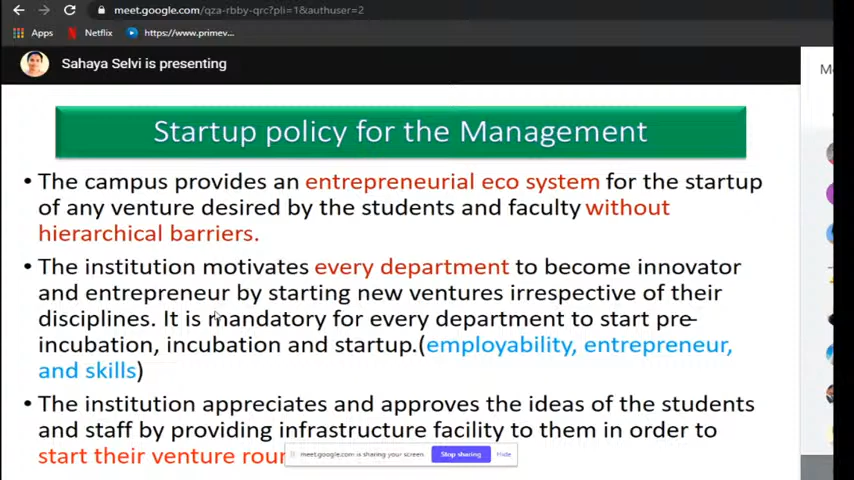 meet.google.com/qza-rbby-qrc?pli=1&authuser=2
Apps Netflix https://www.primev...
Sahaya Selvi is presenting
Startup policy for the Management
• The campus provides an entrepreneurial eco system for the startup
of any venture desired by the students and faculty without
hierarchical barriers.
• The institution motivates every department to become innovator
and entrepreneur by starting new ventures irrespective of their
disciplines. It is mandatory for every department to start pre-
incubation, incubation and startup.(employability, entrepreneur,
and skills)
• The institution appreciates and approves the ideas of the students
and staff by providing infrastructure facility to them in order to
start their venture
meet.google.com is sharing your screen. Stop sharing Hide